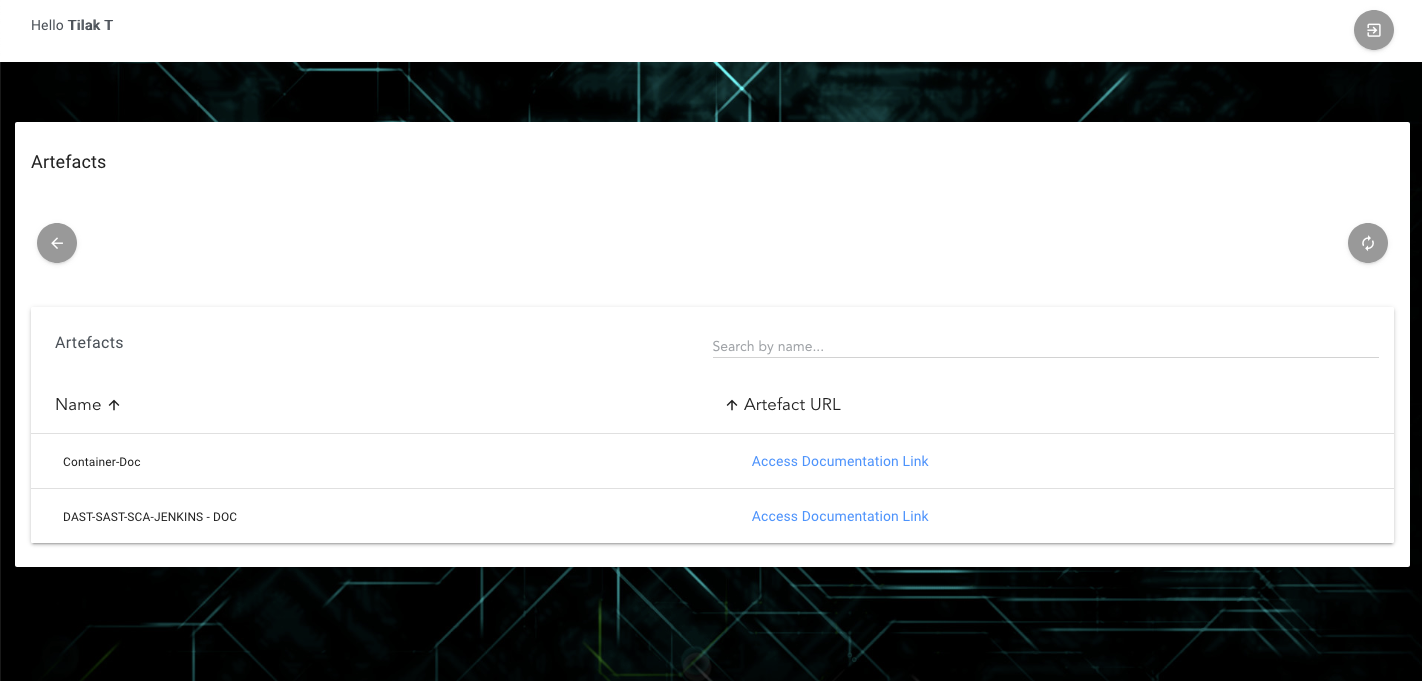 Hello Tilak T
Artefacts
Artefacts
Search by name...
Name
Artefact URL
Container-Doc
Access Documentation Link
DAST-SAST-SCA-JENKINS - DOC
Access Documentation Link